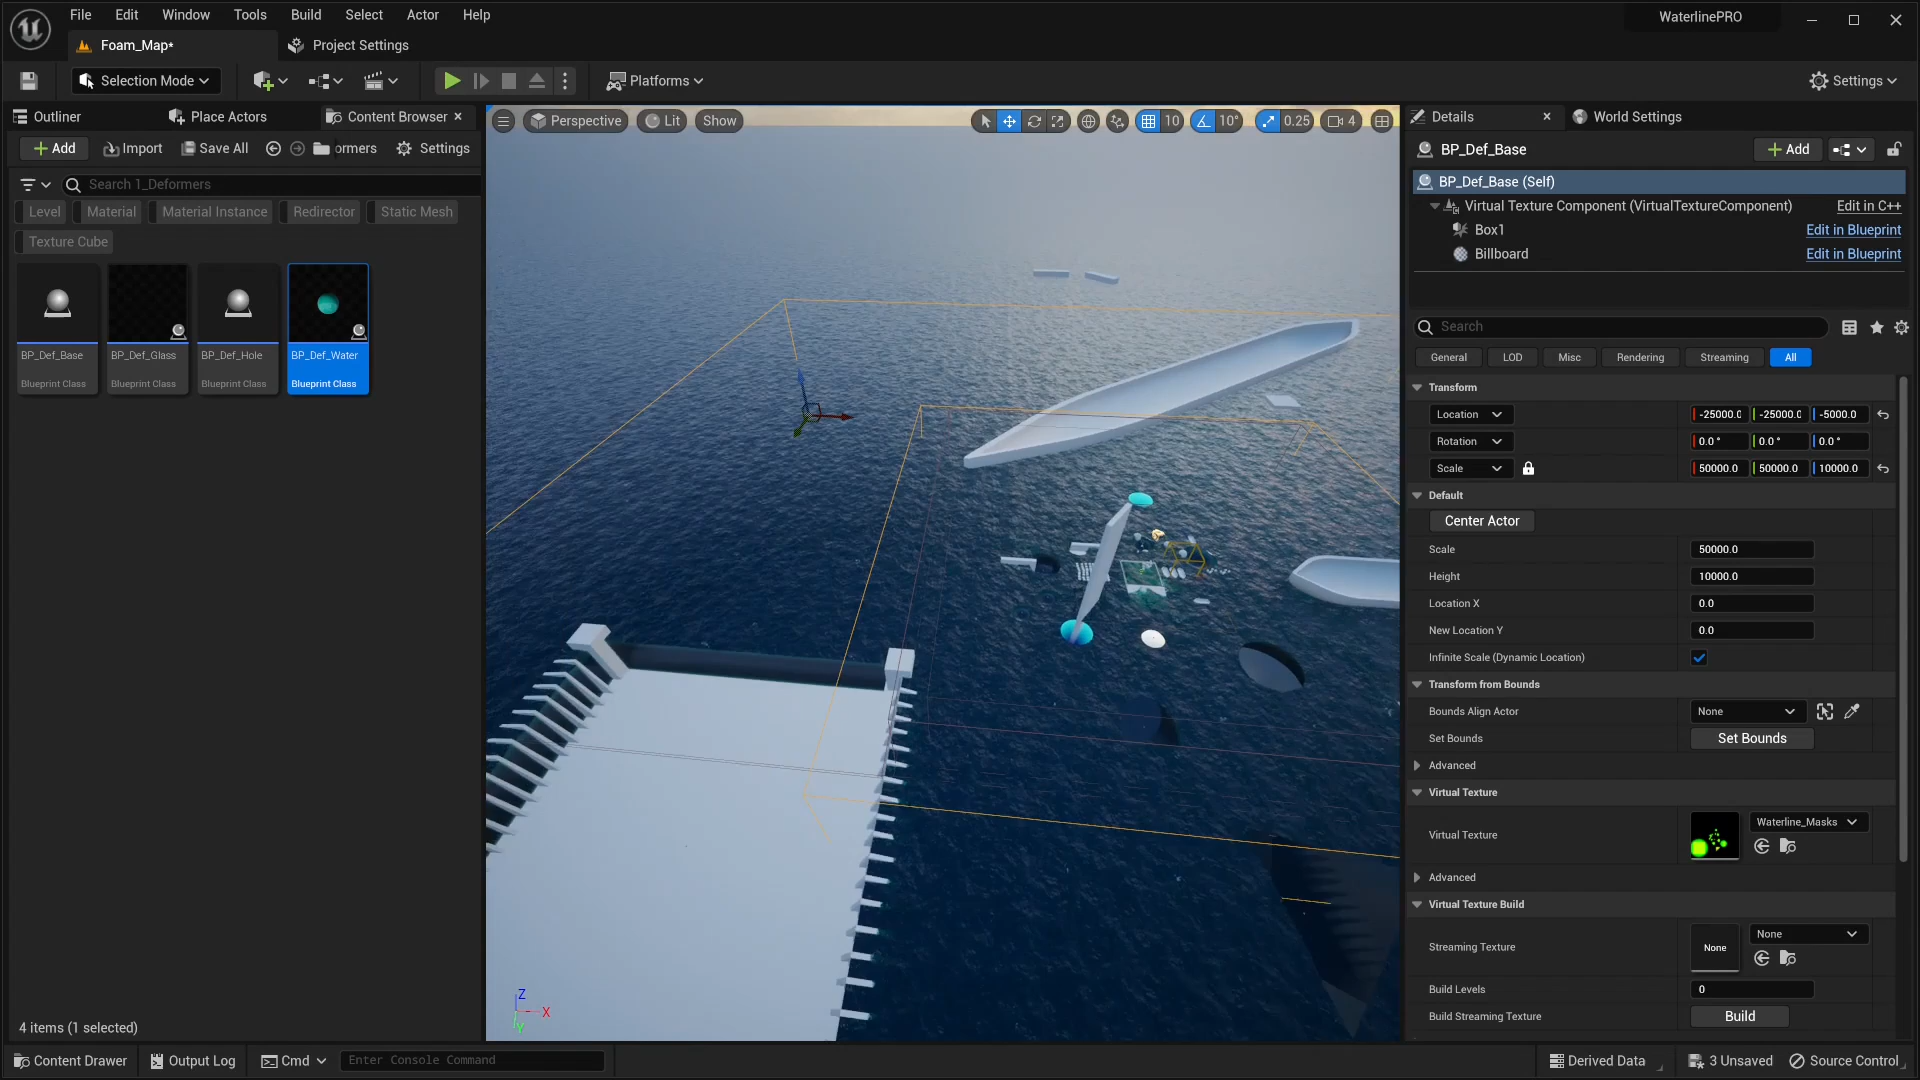 File Edit Window Tools Build Select Actor Help
WaterlinePRO
Foam_Map*
Project Settings
Selection Mode
Platforms
Settings
Outliner
Place Actors
Content Browser
Add
Import
Save All
ormers
Settings
Search 1_Deformers
Level
Material
Material Instance
Redirector
Static Mesh
Texture Cube
BP_Def_Base
Blueprint Class
BP_Def_Glass
Blueprint Class
BP_Def_Hole
Blueprint Class
BP_Def_Water
Blueprint Class
4 items (1 selected)
Perspective
Lit
Show
10
10°
0.25
4
Z
X
Y
Details
World Settings
BP_Def_Base
Add
BP_Def_Base (Self)
Virtual Texture Component (VirtualTextureComponent)
Edit in C++
Box1
Edit in Blueprint
Billboard
Edit in Blueprint
Search
General
LOD
Misc
Rendering
Streaming
All
Transform
Location
-25000.0
-25000.0
-5000.0
Rotation
0.0 °
0.0 °
0.0 °
Scale
50000.0
50000.0
10000.0
Default
Center Actor
Scale
50000.0
Height
10000.0
Location X
0.0
New Location Y
0.0
Infinite Scale (Dynamic Location)
Transform from Bounds
Bounds Align Actor
None
Set Bounds
Set Bounds
Advanced
Virtual Texture
Virtual Texture
Waterline_Masks
Advanced
Virtual Texture Build
Streaming Texture
None
None
Build Levels
0
Build Streaming Texture
Build
Content Drawer
Output Log
Cmd
Enter Console Command
Derived Data
3 Unsaved
Source Control